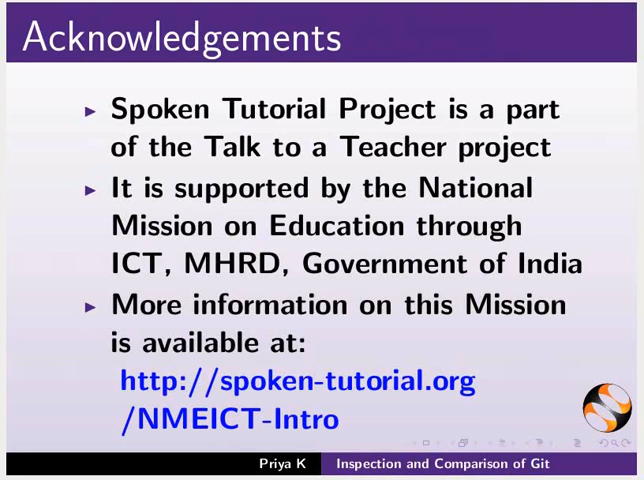 Acknowledgements
Spoken Tutorial Project is a part
of the Talk to a Teacher project
It is supported by the National
Mission on Education through
ICT, MHRD, Government of India
More information on this Mission
is available at:
http://spoken-tutorial.org
/NMEICT-Intro
Priya K Inspection and Comparison of Git